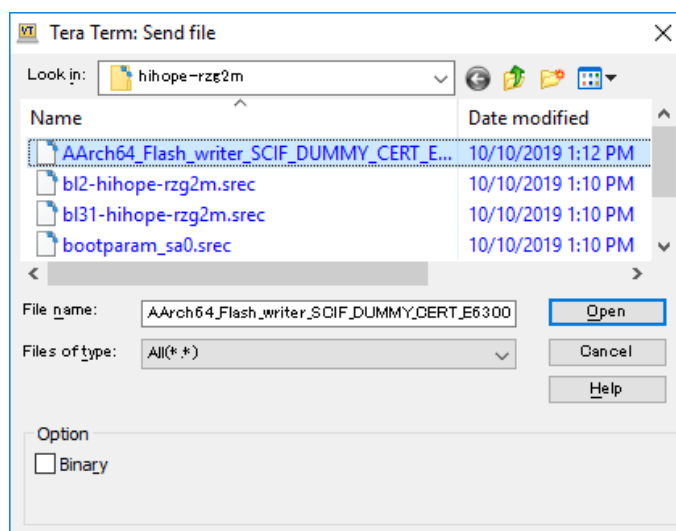 Tera Term: Send file
Look in: hihope-rzg2m
Name Date modified
AArch64_Flash_writer_SCIF_DUMMY_CERT_E... 10/10/2019 1:12 PM
bl2-hihope-rzg2m.srec 10/10/2019 1:10 PM
bl31-hihope-rzg2m.srec 10/10/2019 1:10 PM
bootparam_sa0.srec 10/10/2019 1:10 PM
File name: AArch64_Flash_writer_SCIF_DUMMY_CERT_E6300 Open
Files of type: All(*.*) Cancel
Help
Option
Binary